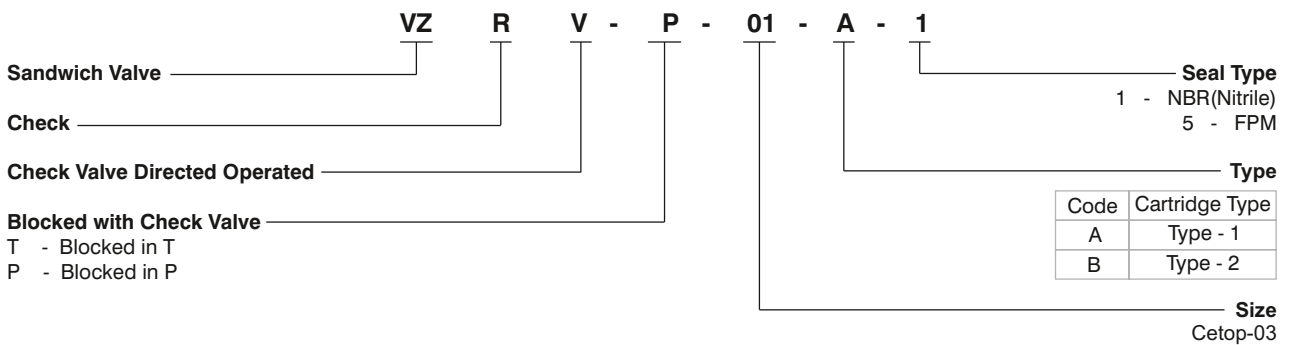 VZ R V - P - 01 - A - 1
Sandwich Valve
Check
Check Valve Directed Operated
Blocked with Check Valve
T - Blocked in T
P - Blocked in P
Seal Type
1 - NBR(Nitrile)
5 - FPM
Type
Code Cartridge Type
A Type - 1
B Type - 2
Size
Cetop-03